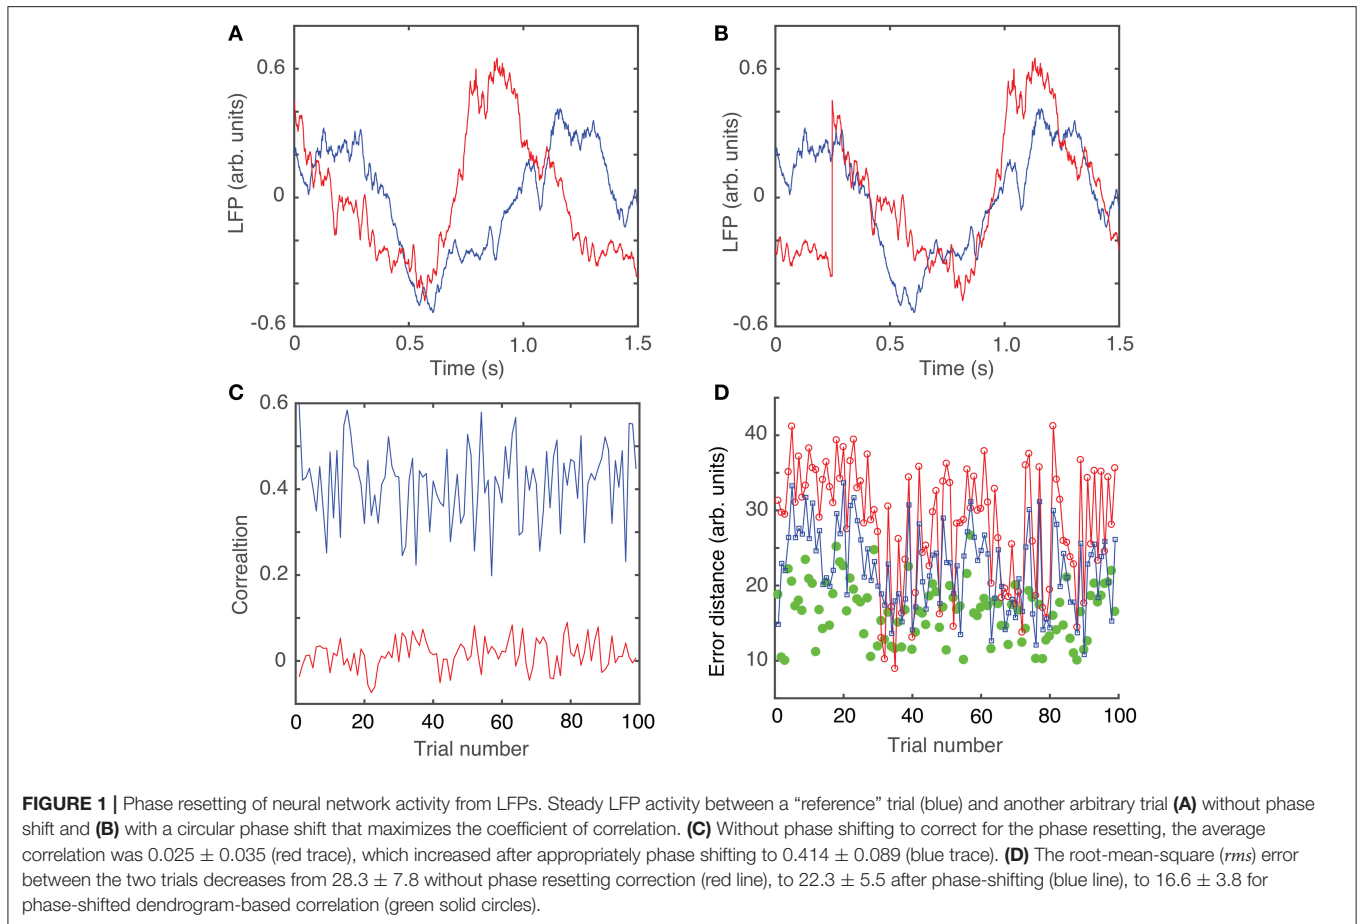 A
B
0.6
0
-0.6
LFP (arb. units)
0
0.5
1.0
1.5
Time (s)
0.6
0
-0.6
LFP (arb. units)
0
0.5
1.0
1.5
Time (s)
C
D
0.6
0.4
0.2
0
Correaltion
0
20
40
60
80
100
Trial number
40
30
20
10
Error distance (arb. units)
0
20
40
60
80
100
Trial number
FIGURE 1 | Phase resetting of neural network activity from LFPs. Steady LFP activity between a “reference” trial (blue) and another arbitrary trial (A) without phase
shift and (B) with a circular phase shift that maximizes the coefficient of correlation. (C) Without phase shifting to correct for the phase resetting, the average
correlation was 0.025 ± 0.035 (red trace), which increased after appropriately phase shifting to 0.414 ± 0.089 (blue trace). (D) The root-mean-square (rms) error
between the two trials decreases from 28.3 ± 7.8 without phase resetting correction (red line), to 22.3 ± 5.5 after phase-shifting (blue line), to 16.6 ± 3.8 for
phase-shifted dendrogram-based correlation (green solid circles).